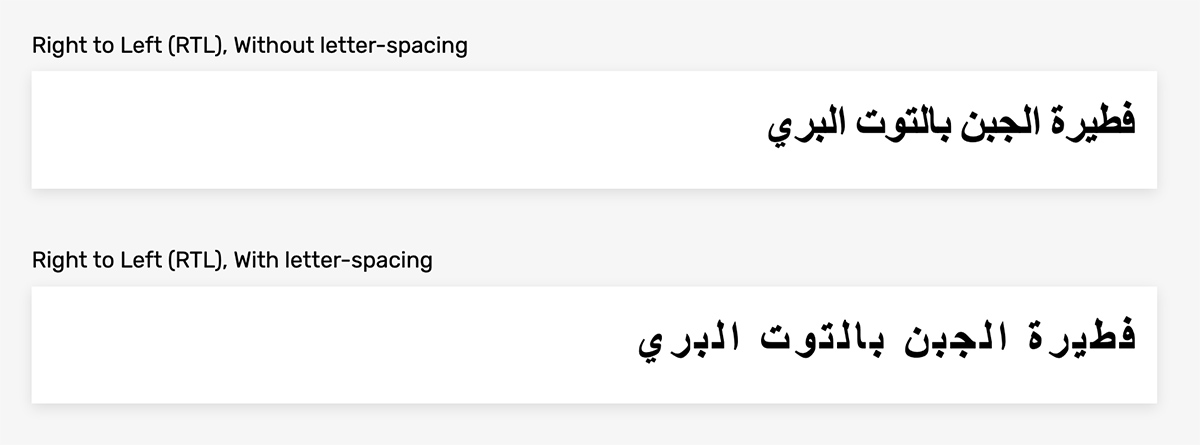 Right to Left (RTL), Without letter-spacing
فطيرة الجبن بالتوت البري
Right to Left (RTL), With letter-spacing
فطيرة الجبن بالتوت البري